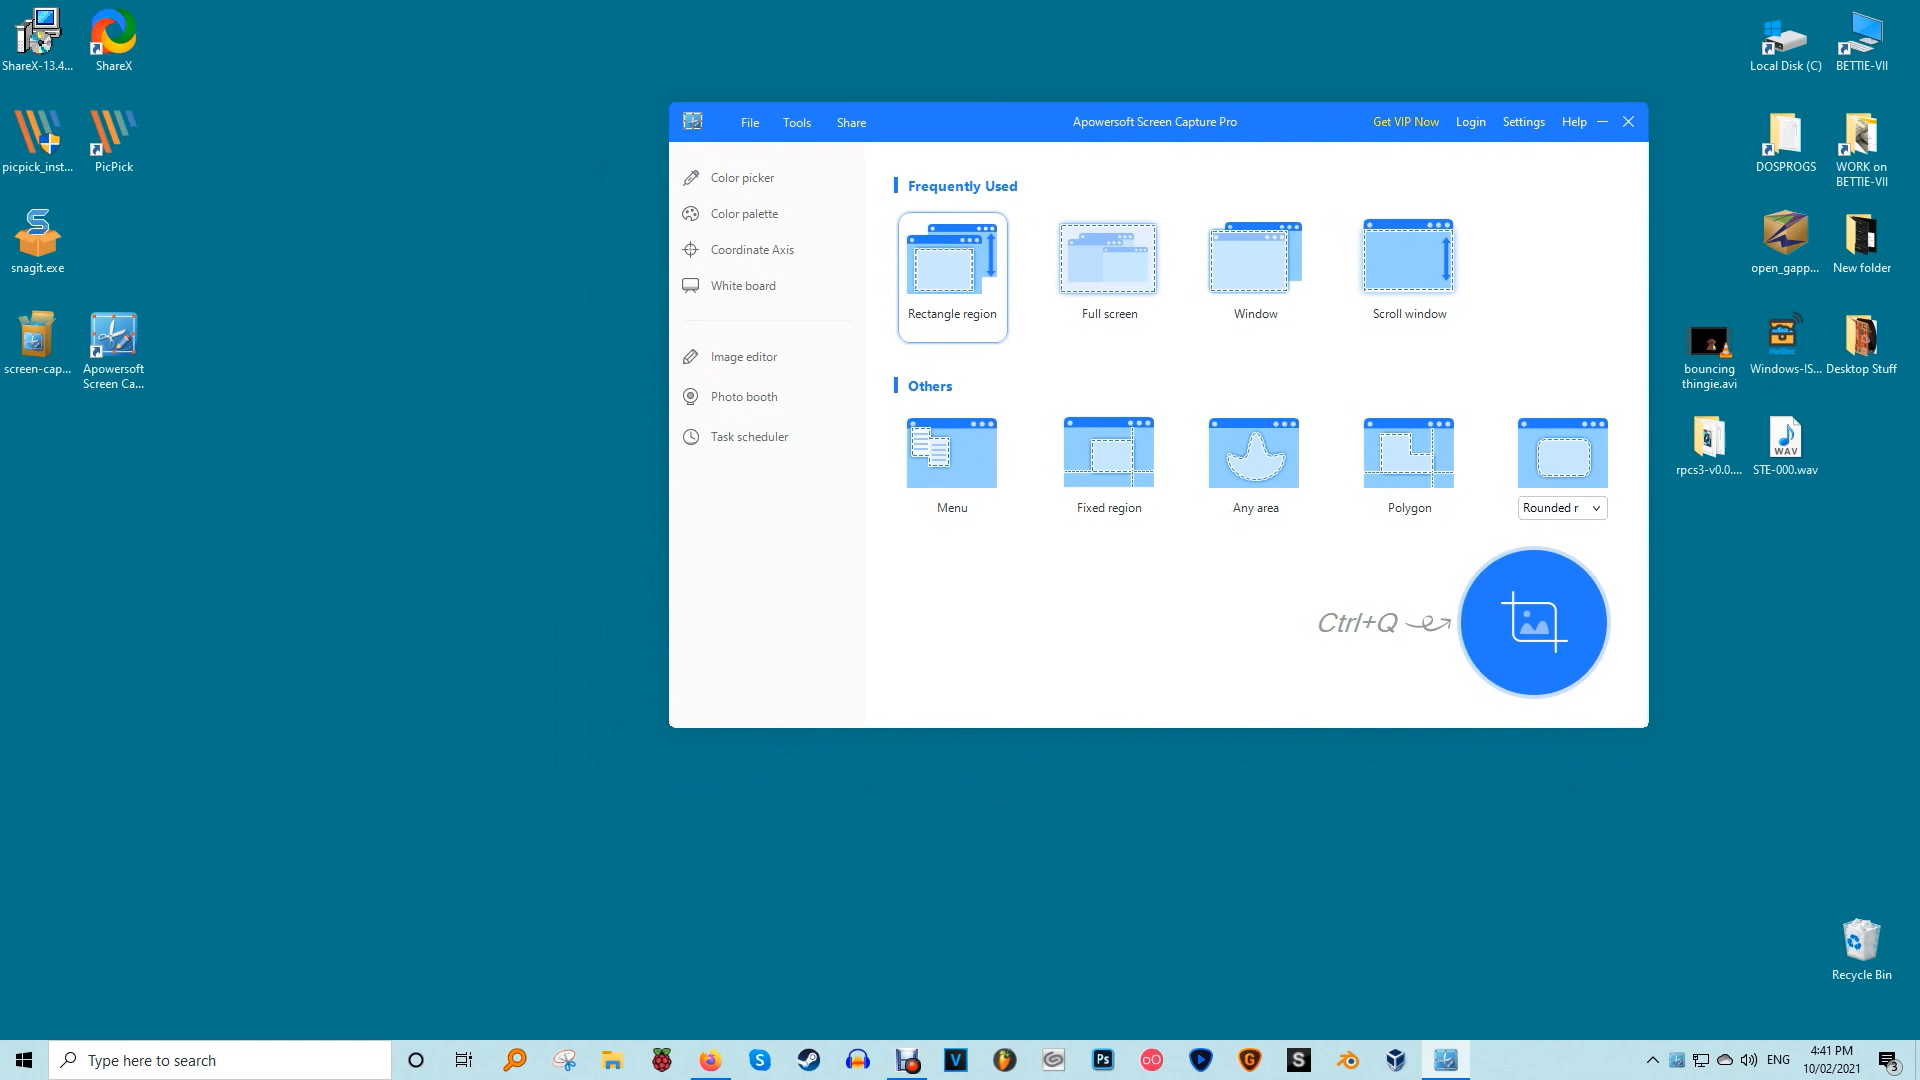 ShareX-13.4...
ShareX
picpick_inst...
PicPick
snagit.exe
screen-cap...
Apowersoft
Screen Ca...
File
Tools
Share
Apowersoft Screen Capture Pro
Get VIP Now
Login
Settings
Help
Color picker
Color palette
Coordinate Axis
White board
Image editor
Photo booth
Task scheduler
Frequently Used
Rectangle region
Full screen
Window
Scroll window
Others
Menu
Fixed region
Any area
Polygon
Rounded r
Ctrl+Q
Local Disk (C)
BETTIE-VII
DOSPROGS
WORK on
BETTIE-VII
open_gapp...
New folder
bouncing
thingie.avi
Windows-IS...
Desktop Stuff
rpcs3-v0.0....
WAV
STE-000.wav
Recycle Bin
Type here to search
ENG
4:41 PM
10/02/2021
3